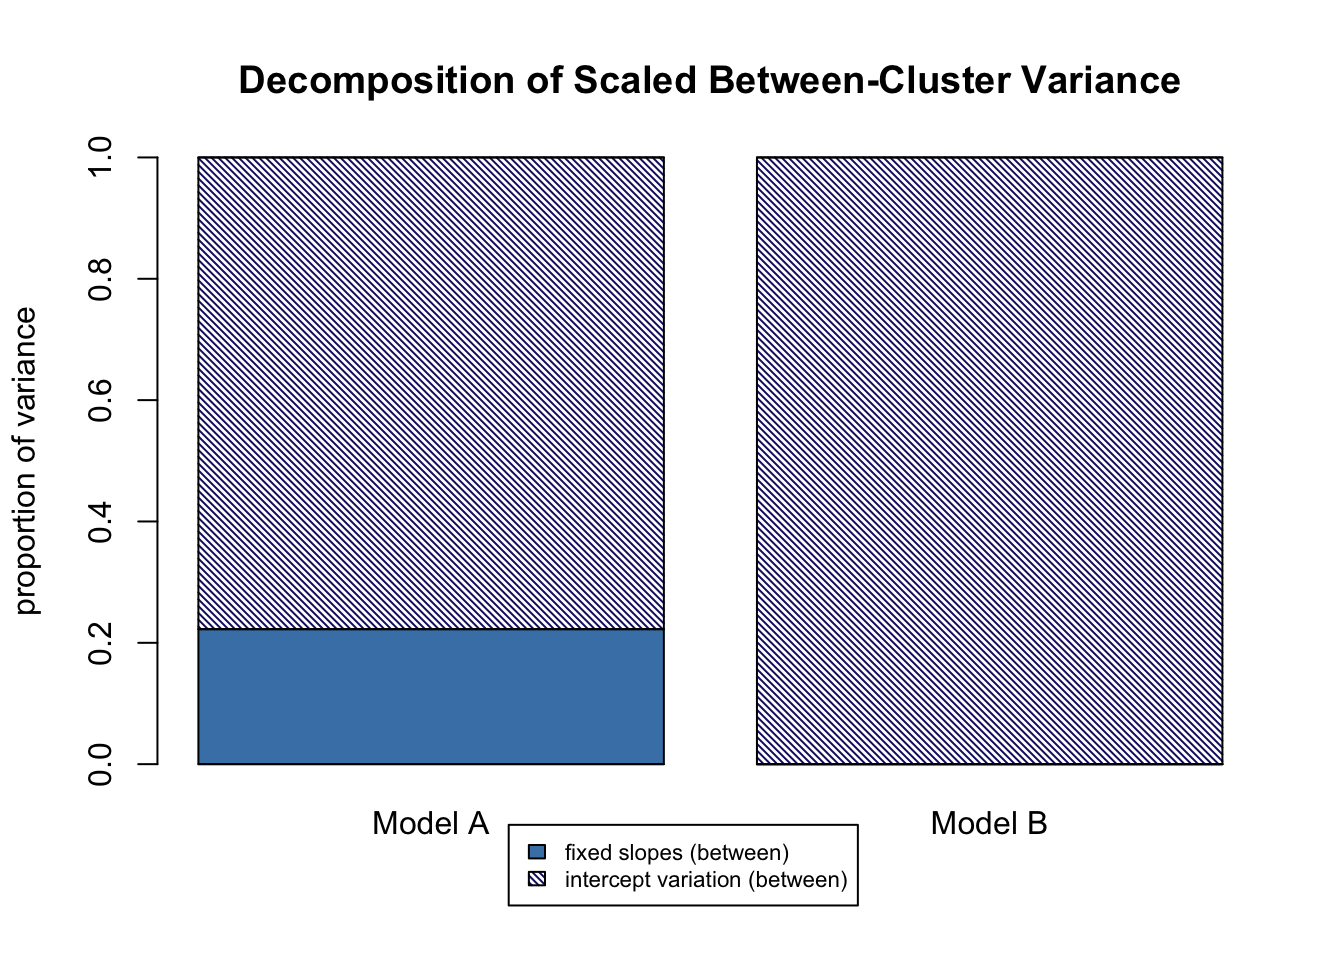 Decomposition of Scaled Between-Cluster Variance
proportion of variance
1.0
0.8
0.6
0.4
0.2
0.0
Model A
Model B
fixed slopes (between)
intercept variation (between)